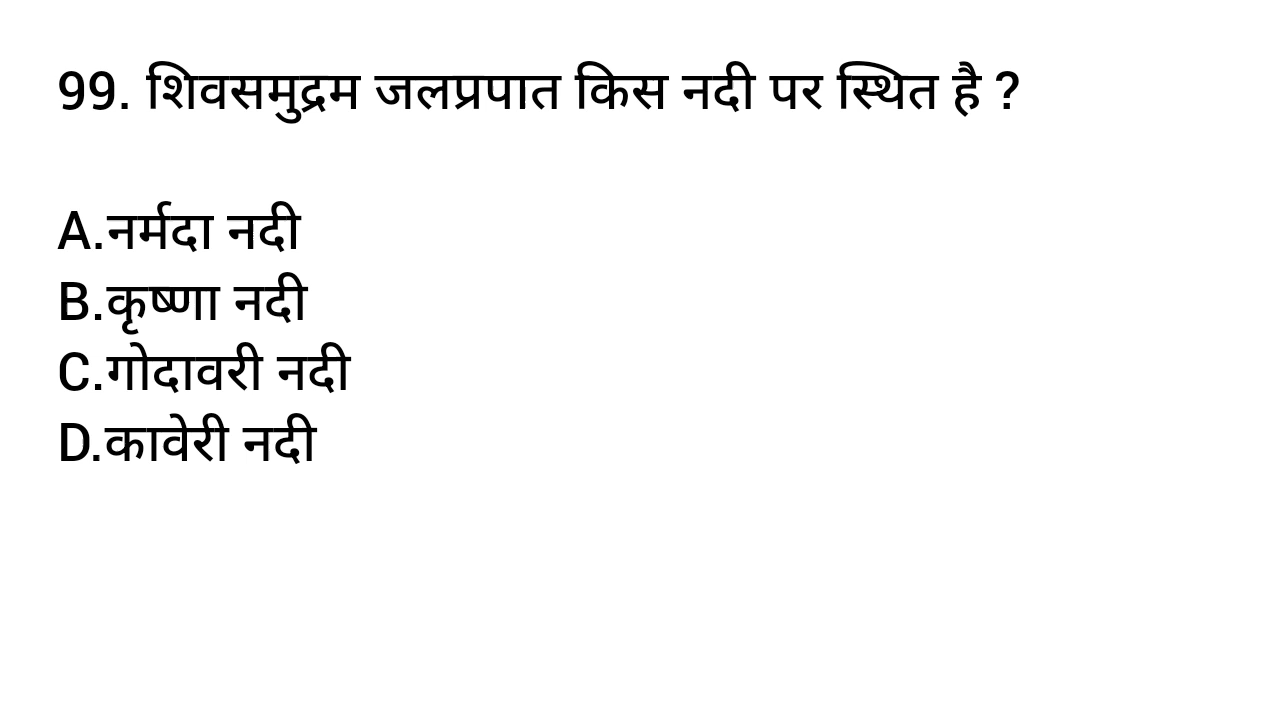 99. शिवसमुद्रम जलप्रपात किस नदी पर स्थित है ?
A.नर्मदा नदी
B.कृष्णा नदी
C.गोदावरी नदी
D.कावेरी नदी